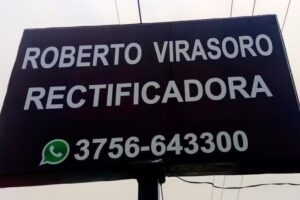 ROBERTO VIRASORO
RECTIFICADORA
3756-643300